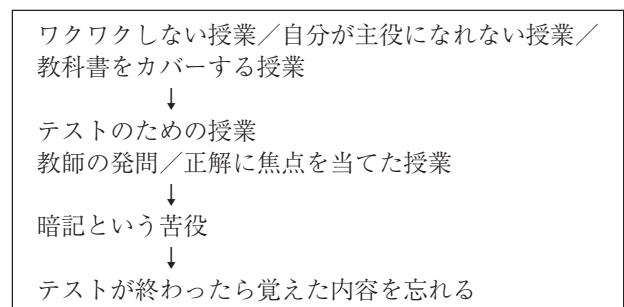 ワクワクしない授業／自分が主役になれない授業／
教科書をカバーする授業
↓
テストのための授業
教師の発問／正解に焦点を当てた授業
↓
暗記という苦役
↓
テストが終わったら覚えた内容を忘れる